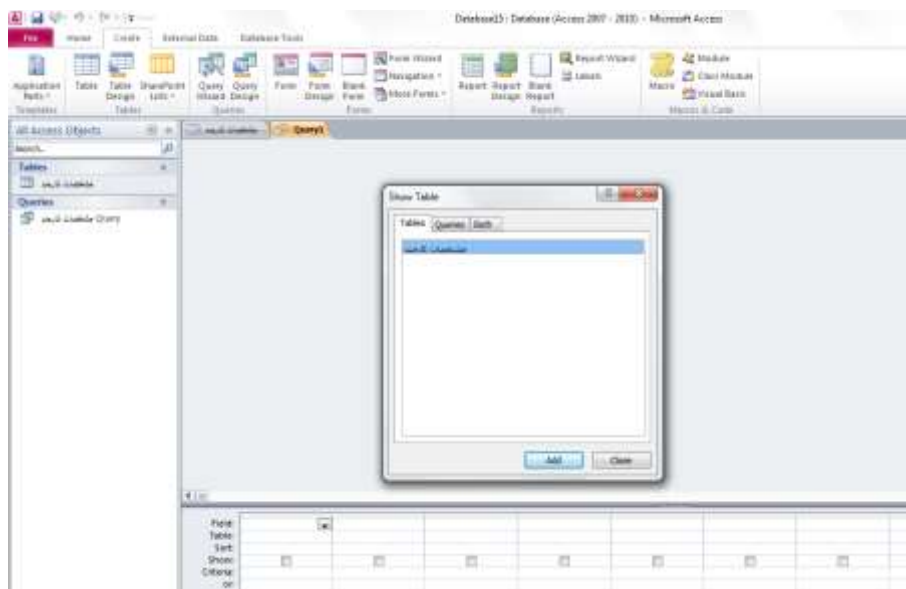 Database15 : Database (Access 2007 - 2010) - Microsoft Access
File Home Create External Data Database Tools
Application Parts Table Table Design SharePoint Lists Query Wizard Query Design Form Form Design Blank Form Form Wizard Navigation More Forms Report Report Design Blank Report Report Wizard Labels Macro Module Class Module Visual Basic
Templates Tables Queries Forms Reports Macros & Code
All Access Objects
Query1
Search...
Tables
Queries
Query
Show Table
Tables Queries Both
Add Close
Field:
Table:
Sort:
Show:
Criteria:
or: